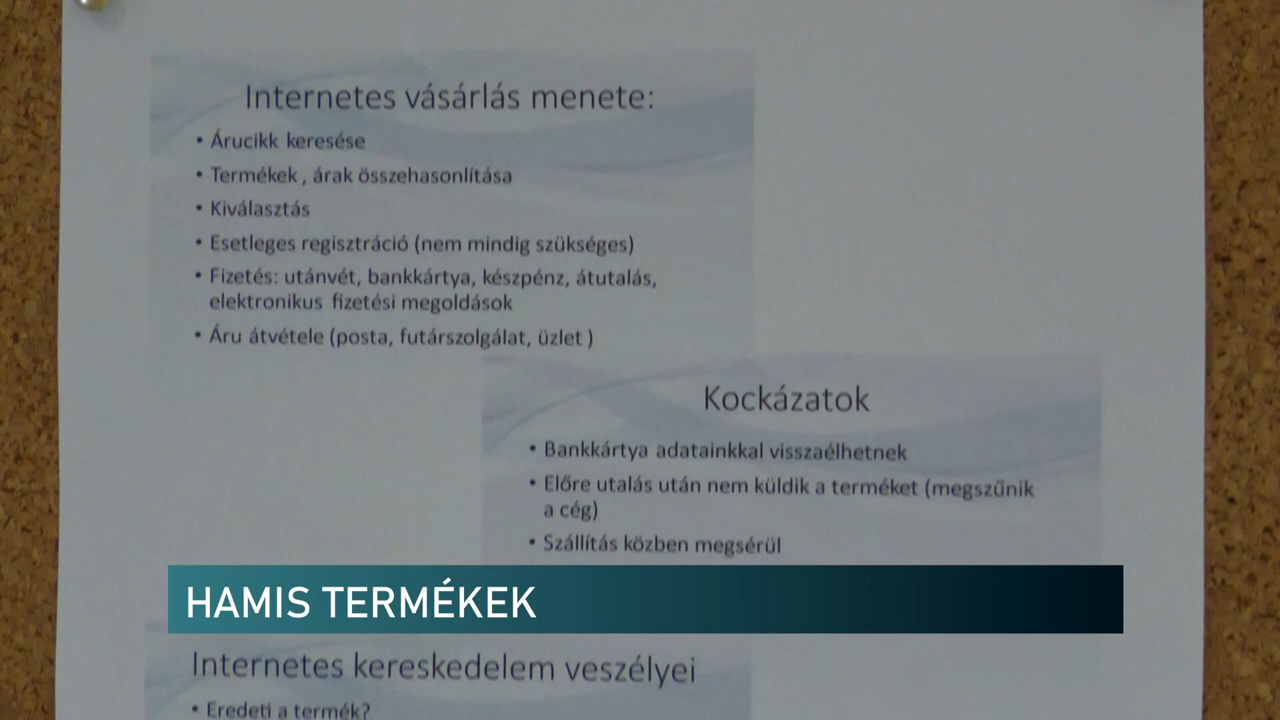 Internetes vásárlás menete:
• Árucikk keresése
• Termékek , árak összehasonlítása
• Kiválasztás
• Esetleges regisztráció (nem mindig szükséges)
• Fizetés: utánvét, bankkártya, készpénz, átutalás,
elektronikus fizetési megoldások
• Áru átvétele (posta, futárszolgálat, üzlet )
Kockázatok
• Bankkártya adatainkkal visszaélhetnek
• Előre utalás után nem küldik a terméket (megszűnik
a cég)
• Szállítás közben megsérül
HAMIS TERMÉKEK
Internetes kereskedelem veszélyei
• Eredeti a termék?